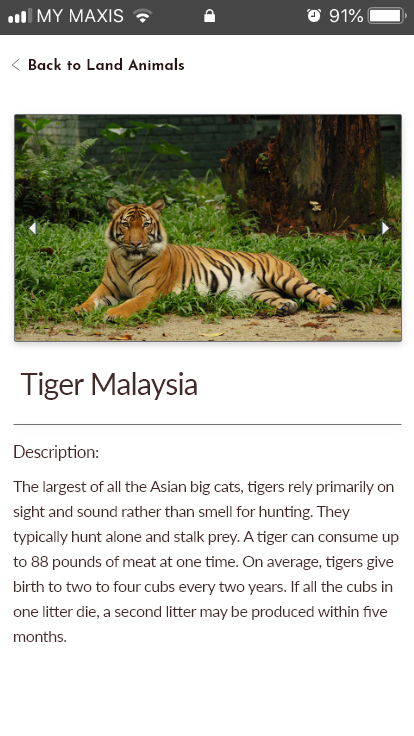 MY MAXIS 91%
Back to Land Animals
Tiger Malaysia
Description:
The largest of all the Asian big cats, tigers rely primarily on
sight and sound rather than smell for hunting. They
typically hunt alone and stalk prey. A tiger can consume up
to 88 pounds of meat at one time. On average, tigers give
birth to two to four cubs every two years. If all the cubs in
one litter die, a second litter may be produced within five
months.